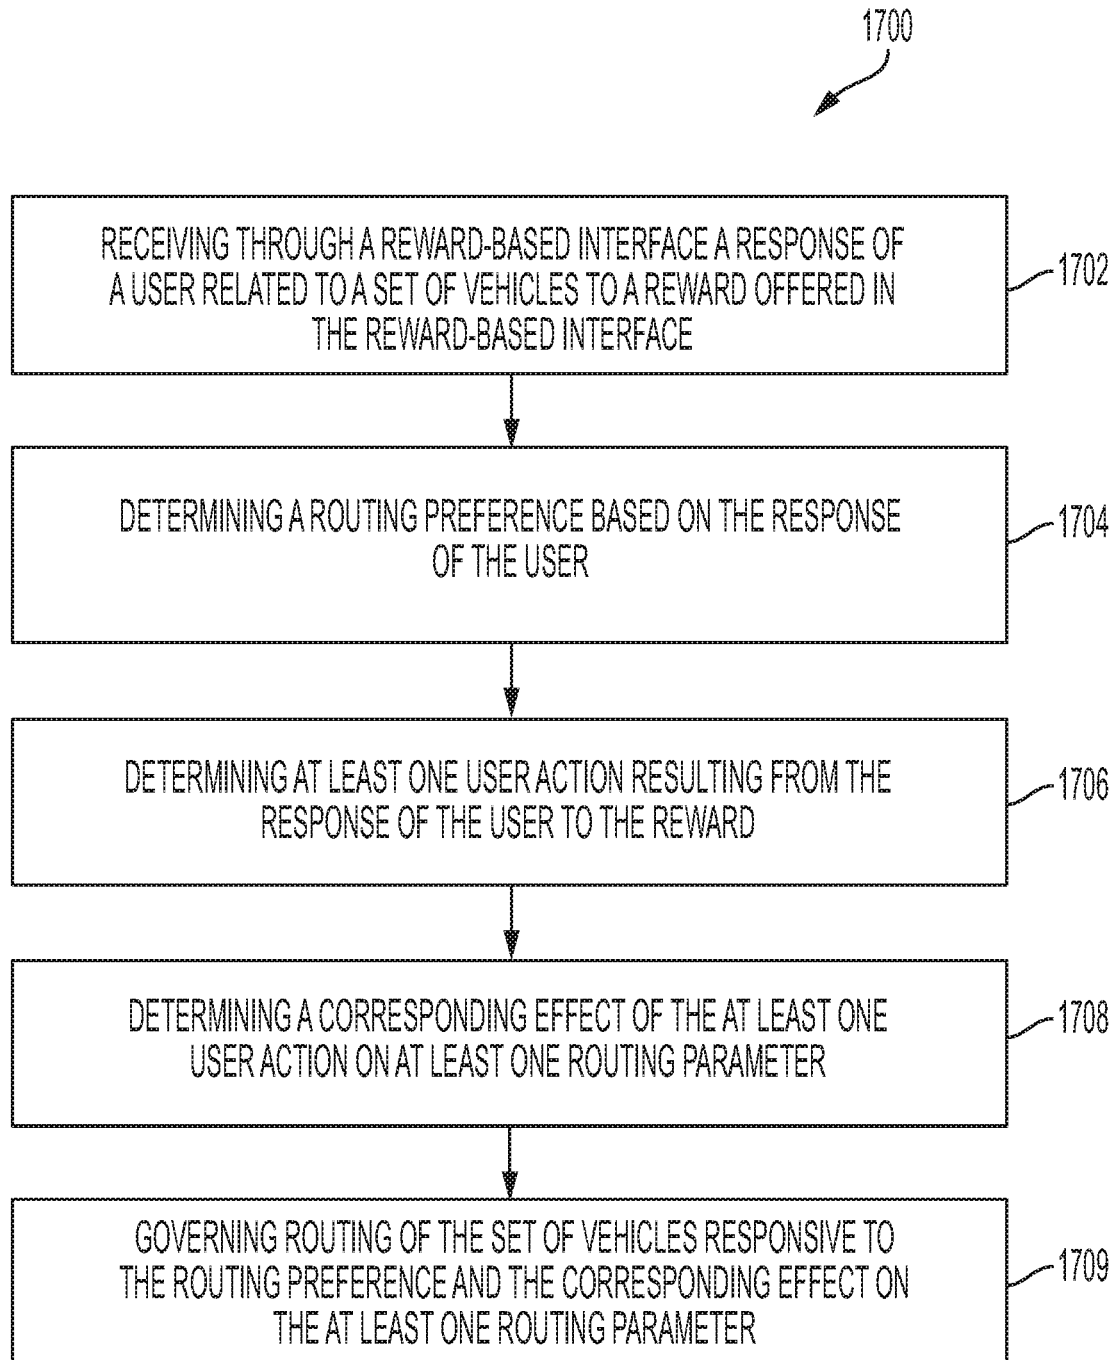 1700
RECEIVING THROUGH A REWARD-BASED INTERFACE A RESPONSE OF
A USER RELATED TO A SET OF VEHICLES TO A REWARD OFFERED IN
THE REWARD-BASED INTERFACE
1702
DETERMINING A ROUTING PREFERENCE BASED ON THE RESPONSE
OF THE USER
1704
DETERMINING AT LEAST ONE USER ACTION RESULTING FROM THE
RESPONSE OF THE USER TO THE REWARD
1706
DETERMINING A CORRESPONDING EFFECT OF THE AT LEAST ONE
USER ACTION ON AT LEAST ONE ROUTING PARAMETER
1708
GOVERNING ROUTING OF THE SET OF VEHICLES RESPONSIVE TO
THE ROUTING PREFERENCE AND THE CORRESPONDING EFFECT ON
THE AT LEAST ONE ROUTING PARAMETER
1709